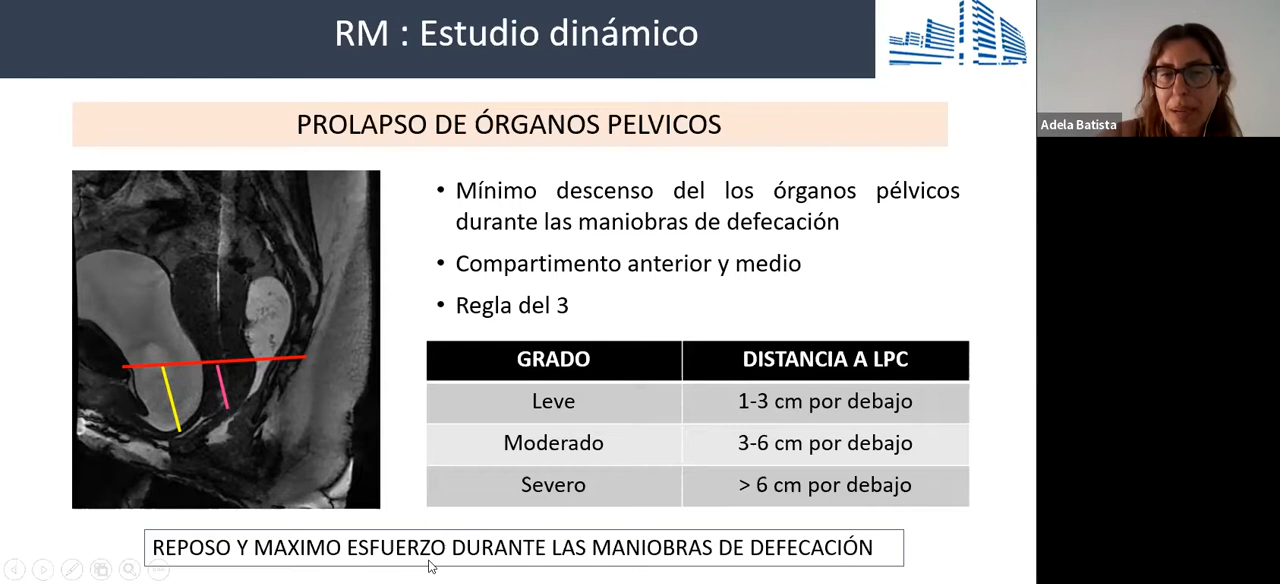 RM : Estudio dinámico
Adela Batista
PROLAPSO DE ÓRGANOS PELVICOS
• Mínimo descenso del los órganos pélvicos
durante las maniobras de defecación
• Compartimento anterior y medio
• Regla del 3
GRADO DISTANCIA A LPC
Leve 1-3 cm por debajo
Moderado 3-6 cm por debajo
Severo > 6 cm por debajo
REPOSO Y MAXIMO ESFUERZO DURANTE LAS MANIOBRAS DE DEFECACIÓN